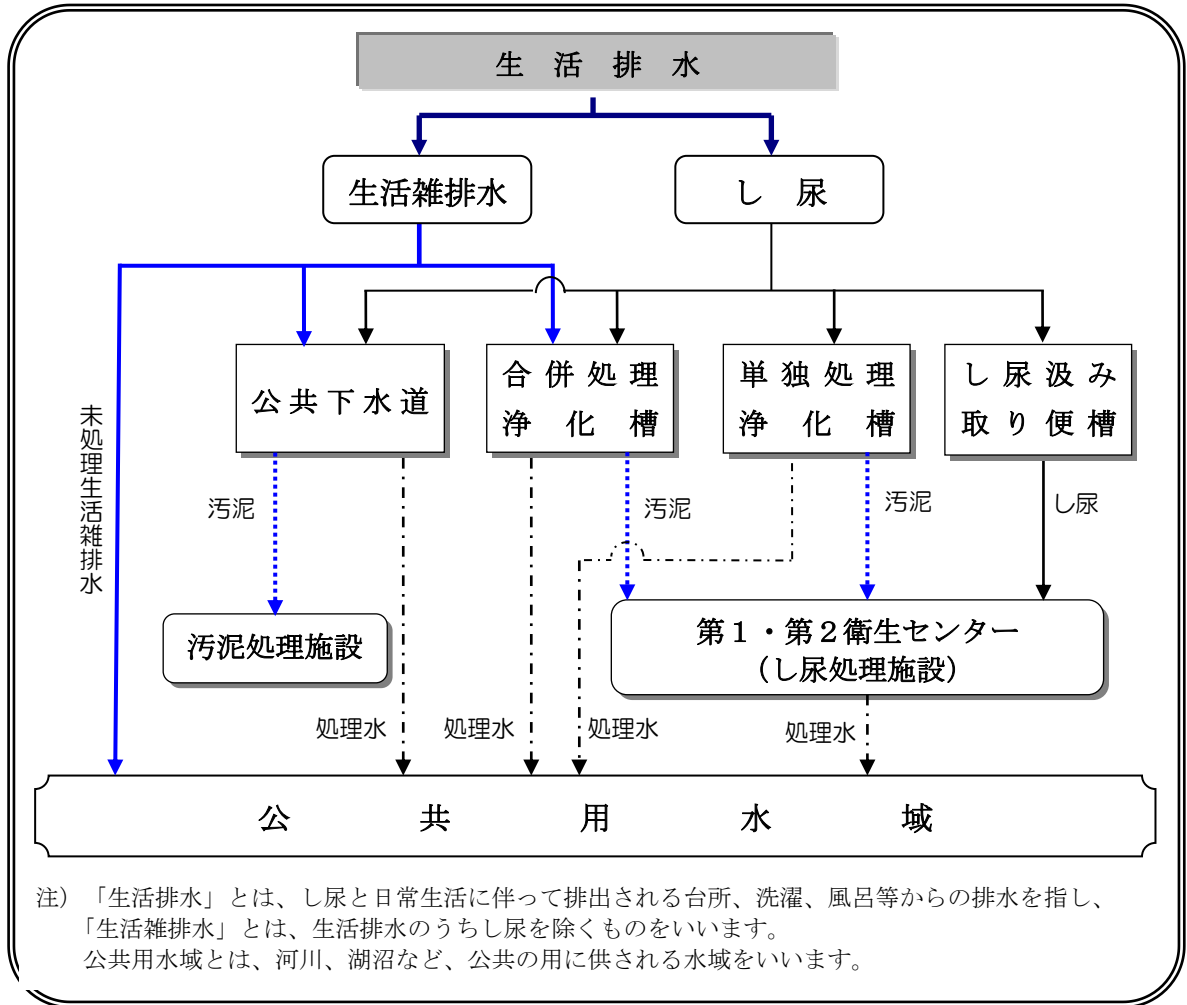 生活排水
生活雑排水
し尿
公共下水道
合併処理
浄化槽
単独処理
浄化槽
し尿汲み
取り便槽
未処理生活雑排水
汚泥
汚泥
汚泥
し尿
汚泥処理施設
第1・第2衛生センター
(し尿処理施設)
処理水
処理水
処理水
処理水
公共用水域
注)「生活排水」とは、し尿と日常生活に伴って排出される台所、洗濯、風呂等からの排水を指し、
「生活雑排水」とは、生活排水のうちし尿を除くものをいいます。
公共用水域とは、河川、湖沼など、公共の用に供される水域をいいます。